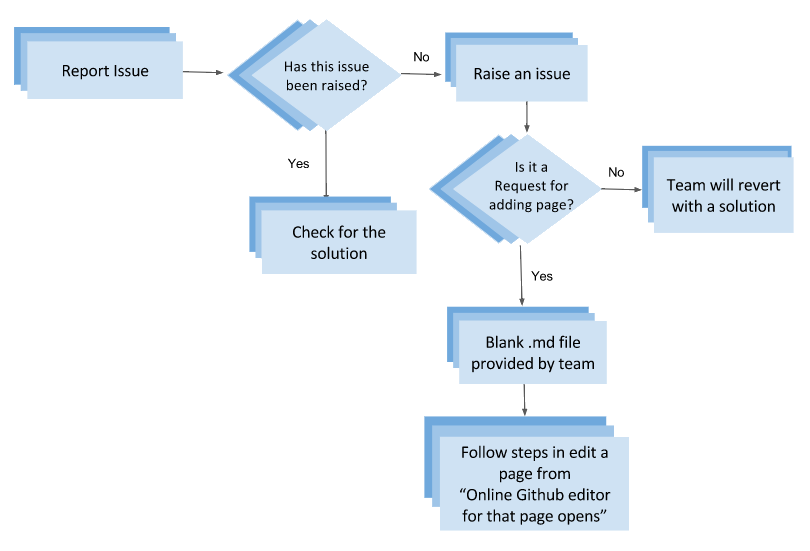 Report Issue
Has this issue
been raised?
No
Raise an issue
Yes
Check for the
solution
Is it a
Request for
adding page?
No
Team will revert
with a solution
Yes
Blank .md file
provided by team
Follow steps in edit a
page from
“Online Github editor
for that page opens”